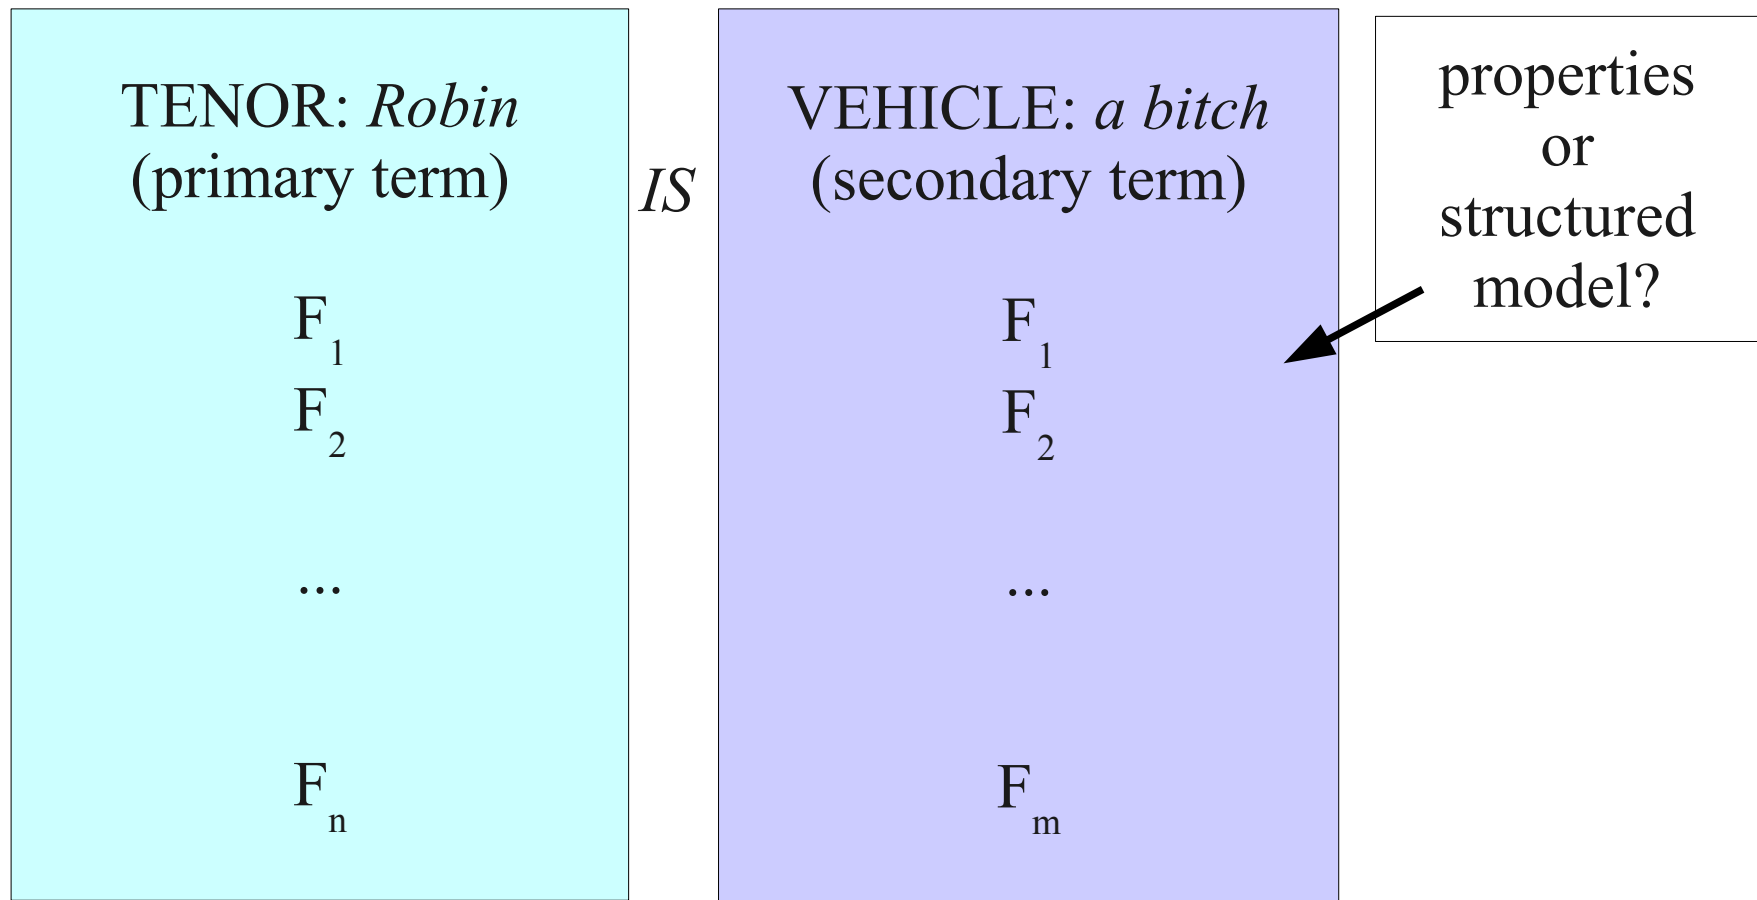 TENOR: Robin
(primary term)
F1
F2
...
Fn
IS
VEHICLE: a bitch
(secondary term)
F1
F2
...
Fm
properties
or
structured
model?